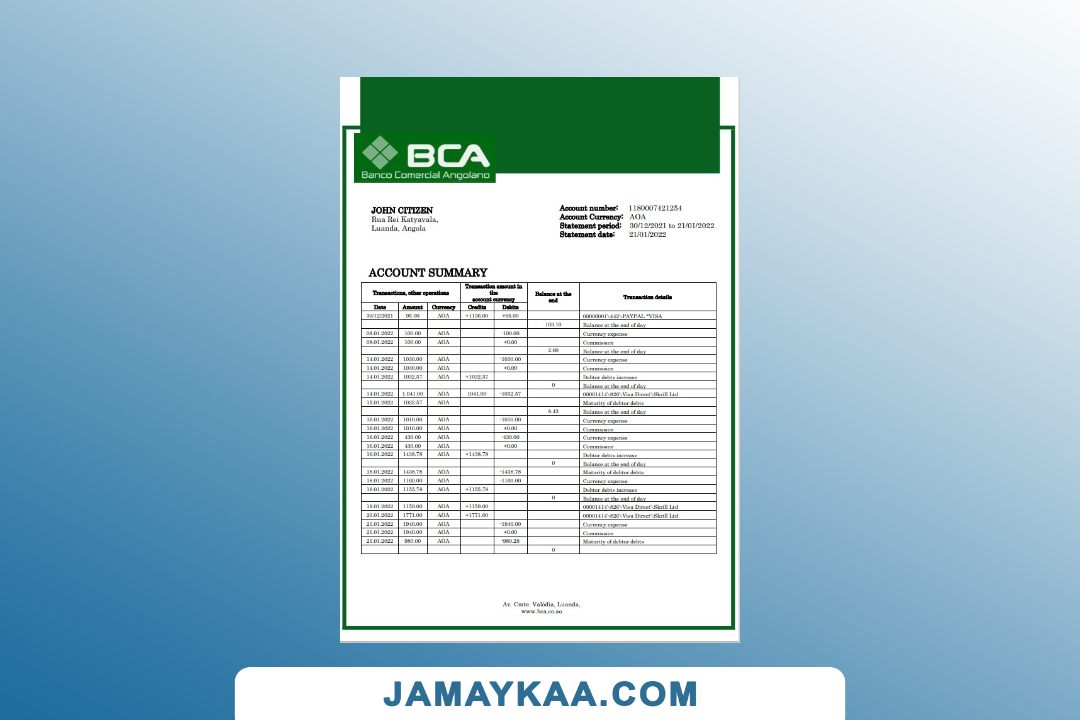 BCA
Banco Comercial Angolano
JOHN CITIZEN
Rua Rei Katyavala,
Luanda, Angola
Account number: 1180007421254
Account Currency: AOA
Statement period: 30/12/2021 to 21/01/2022
Statement date: 21/01/2022
ACCOUNT SUMMARY
Transactions, other operations
Transaction amount in
the
account currency
Balance at the
end
Transaction details
Date Amount Currency Credits Debits
30/12/2021 95.00 AOA +1136.00 +95.00 00000001\442\PAYPAL *VISA
103.10 Balance at the end of day
08.01.2022 100.00 AOA -100.00 Currency expense
08.01.2022 100.00 AOA +0.00 Commission
2.60 Balance at the end of day
14.01.2022 1030.00 AOA -1030.00 Currency expense
14.01.2022 1030.00 AOA +0.00 Commission
14.01.2022 1032.57 AOA +1032.57 Debtor debts increase
0 Balance at the end of day
14.01.2022 1 041.00 AOA 1041.00 -1032.57 00001414\826\Visa Direct\Skrill Ltd
15.01.2022 1032.57 AOA Maturity of debtor debts
8.43 Balance at the end of day
16.01.2022 1010.00 AOA -1010.00 Currency expense
16.01.2022 1010.00 AOA +0.00 Commission
16.01.2022 430.00 AOA -430.00 Currency expense
16.01.2022 430.00 AOA +0.00 Commission
16.01.2022 1438.78 AOA +1438.78 Debtor debts increase
0 Balance at the end of day
18.01.2022 1438.78 AOA -1438.78 Maturity of debtor debts
18.01.2022 1160.00 AOA -1160.00 Currency expense
18.01.2022 1155.78 AOA +1155.78 Debtor debts increase
0 Balance at the end of day
18.01.2022 1159.00 AOA +1159.00 00001414\826\Visa Direct\Skrill Ltd
20.01.2022 1771.00 AOA +1771.00 00001414\826\Visa Direct\Skrill Ltd
21.01.2022 1940.00 AOA -1940.00 Currency expense
21.01.2022 1940.00 AOA +0.00 Commission
21.01.2022 980.00 AOA -980.28 Maturity of debtor debts
0
Av. Cmte. Valódia, Luanda,
www.bca.co.ao
JAMAYKAA.COM